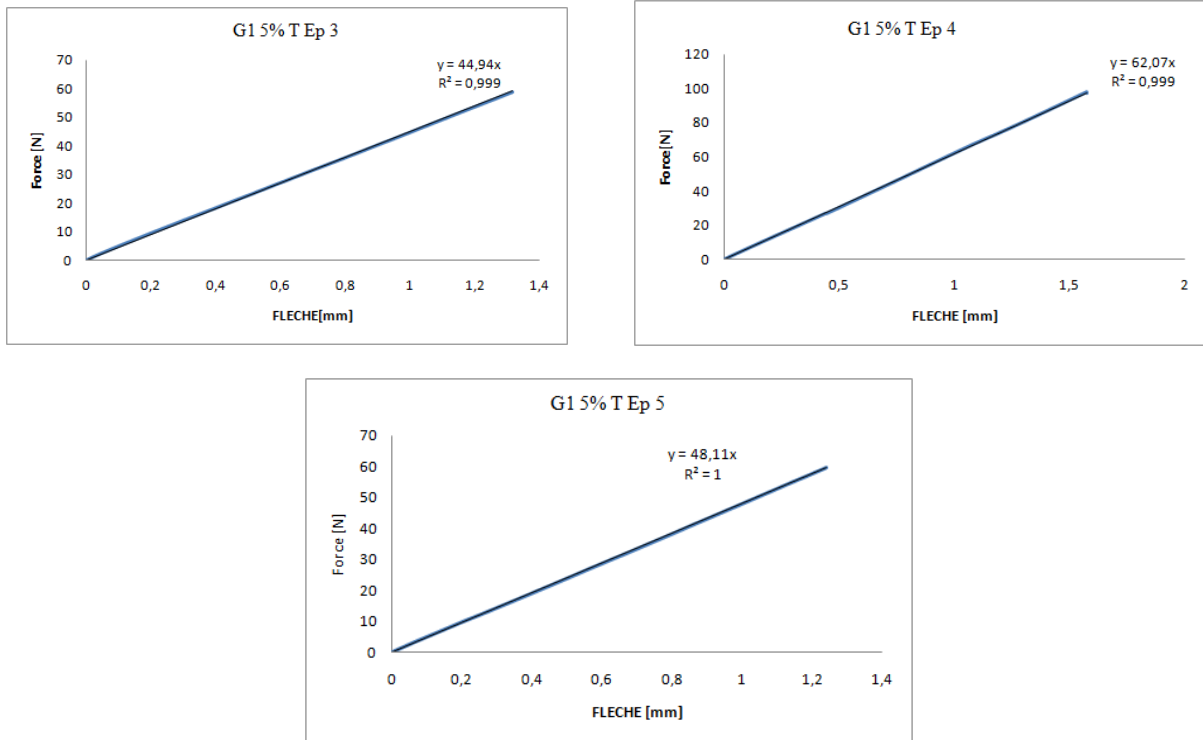 G1 5% T Ep 3
y = 44,94x
R² = 0,999
70
60
50
40
30
20
10
0
Force [N]
0 0,2 0,4 0,6 0,8 1 1,2 1,4
FLECHE[mm]
G1 5% T Ep 4
y = 62,07x
R² = 0,999
120
100
80
60
40
20
0
Force[N]
0 0,5 1 1,5 2
FLECHE [mm]
G1 5% T Ep 5
y = 48,11x
R² = 1
70
60
50
40
30
20
10
0
Force [N]
0 0,2 0,4 0,6 0,8 1 1,2 1,4
FLECHE [mm]